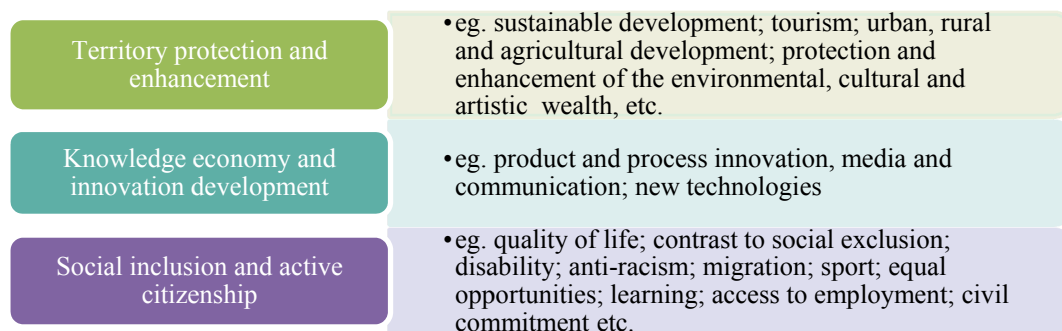 Territory protection and
enhancement
•eg. sustainable development; tourism; urban, rural
and agricultural development; protection and
enhancement of the environmental, cultural and
artistic  wealth, etc.
Knowledge economy and
innovation development
•eg. product and process innovation, media and
communication; new technologies
Social inclusion and active
citizenship
•eg. quality of life; contrast to social exclusion;
disability; anti-racism; migration; sport; equal
opportunities; learning; access to employment; civil
commitment etc.